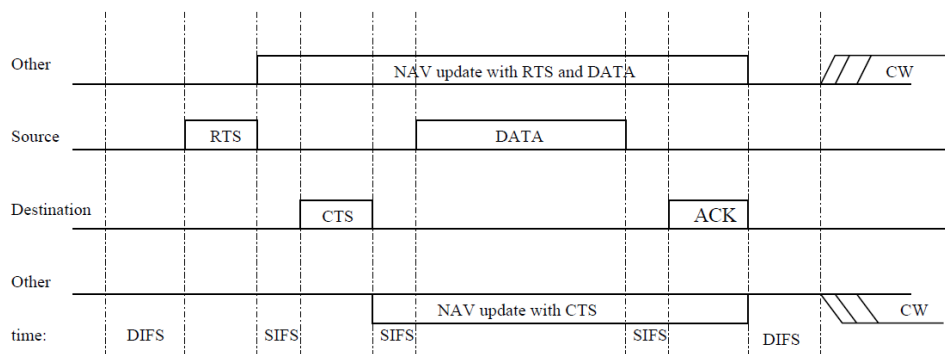 Other
NAV update with RTS and DATA
CW
Source
RTS
DATA
Destination
CTS
ACK
Other
NAV update with CTS
CW
time:
DIFS
SIFS
SIFS
SIFS
DIFS